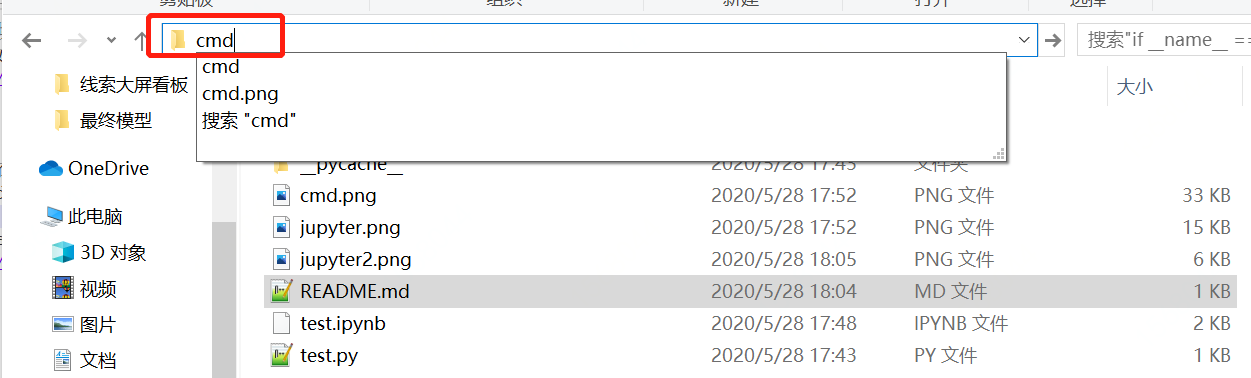 剪贴板 组织 新建 打开 选择
cmd 搜索"if __name__ ==
cmd
cmd.png
搜索 "cmd"
线索大屏看板 大小
最终模型
OneDrive
此电脑
3D 对象
视频
图片
文档
__pycache__ 2020/5/28 17:45 文件夹
cmd.png 2020/5/28 17:52 PNG 文件 33 KB
jupyter.png 2020/5/28 17:52 PNG 文件 15 KB
jupyter2.png 2020/5/28 18:05 PNG 文件 6 KB
README.md 2020/5/28 18:04 MD 文件 1 KB
test.ipynb 2020/5/28 17:48 IPYNB 文件 2 KB
test.py 2020/5/28 17:43 PY 文件 1 KB